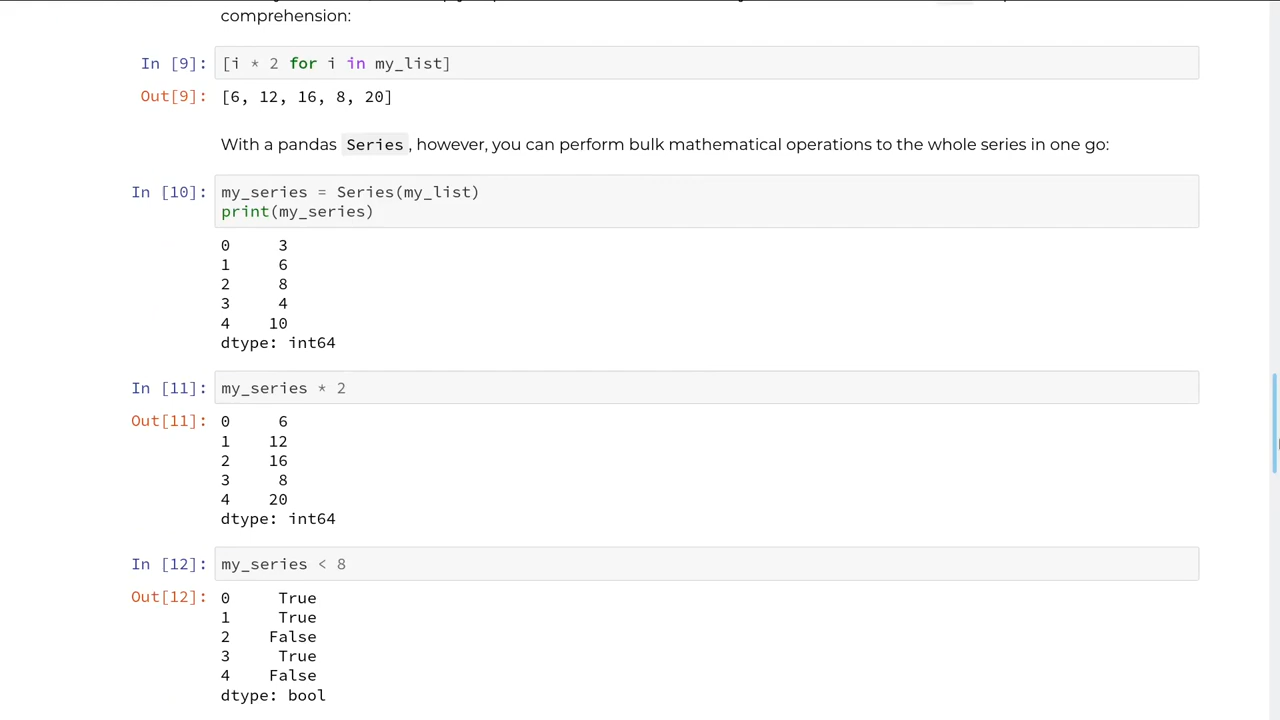 comprehension:
In [9]: [i * 2 for i in my_list]
Out[9]: [6, 12, 16, 8, 20]
With a pandas Series, however, you can perform bulk mathematical operations to the whole series in one go:
In [10]: my_series = Series(my_list)
print(my_series)
0 3
1 6
2 8
3 4
4 10
dtype: int64
In [11]: my_series * 2
Out[11]: 0 6
1 12
2 16
3 8
4 20
dtype: int64
In [12]: my_series < 8
Out[12]: 0 True
1 True
2 False
3 True
4 False
dtype: bool